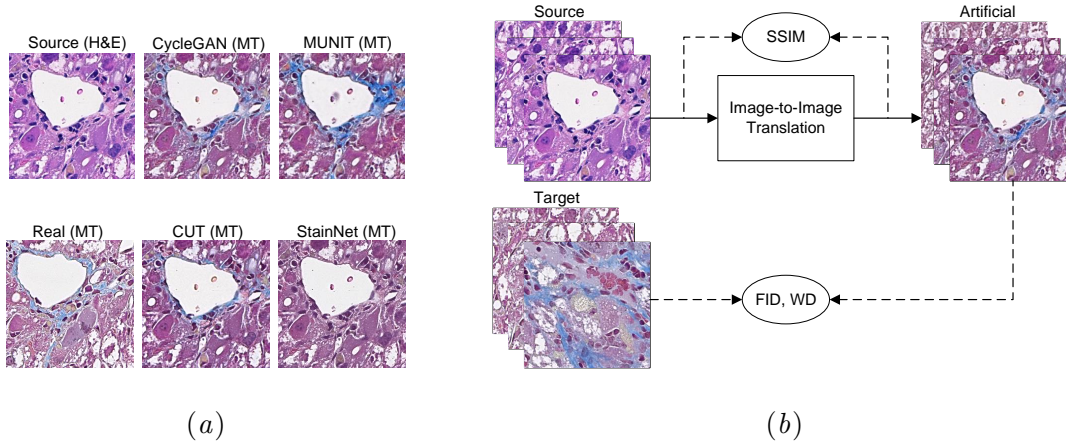 Source (H&E) CycleGAN (MT) MUNIT (MT)
Real (MT) CUT (MT) StainNet (MT)
(a)
Source Artificial
SSIM
Image-to-Image
Translation
Target
FID, WD
(b)